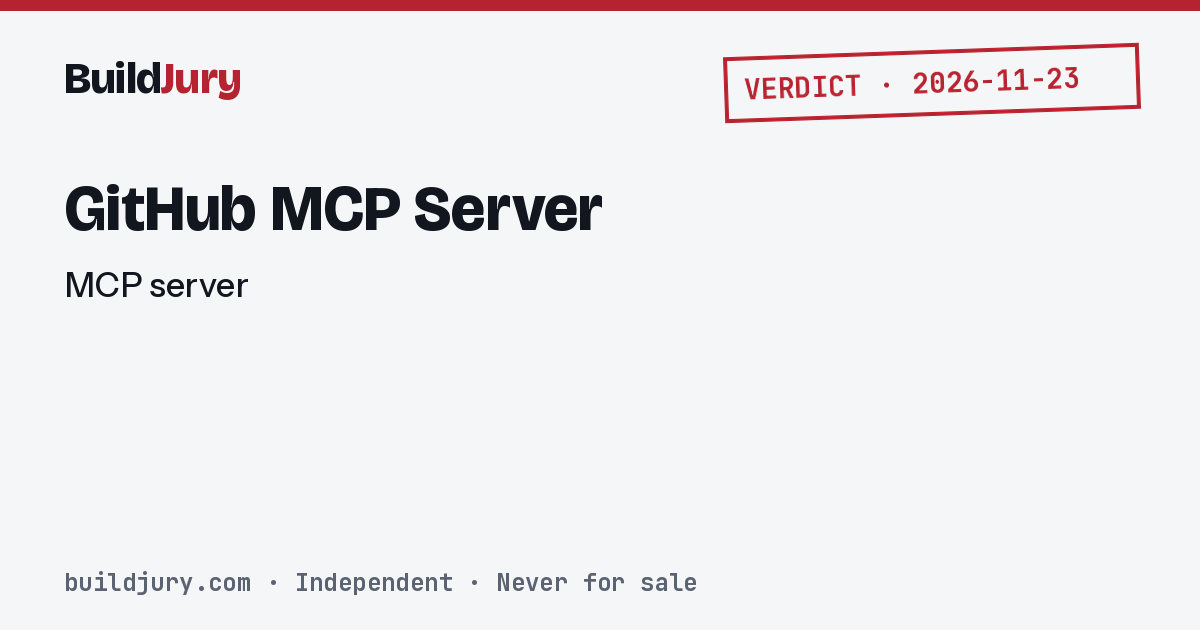 BuildJury
VERDICT · 2026-11-23
GitHub MCP Server
MCP server
buildjury.com · Independent · Never for sale